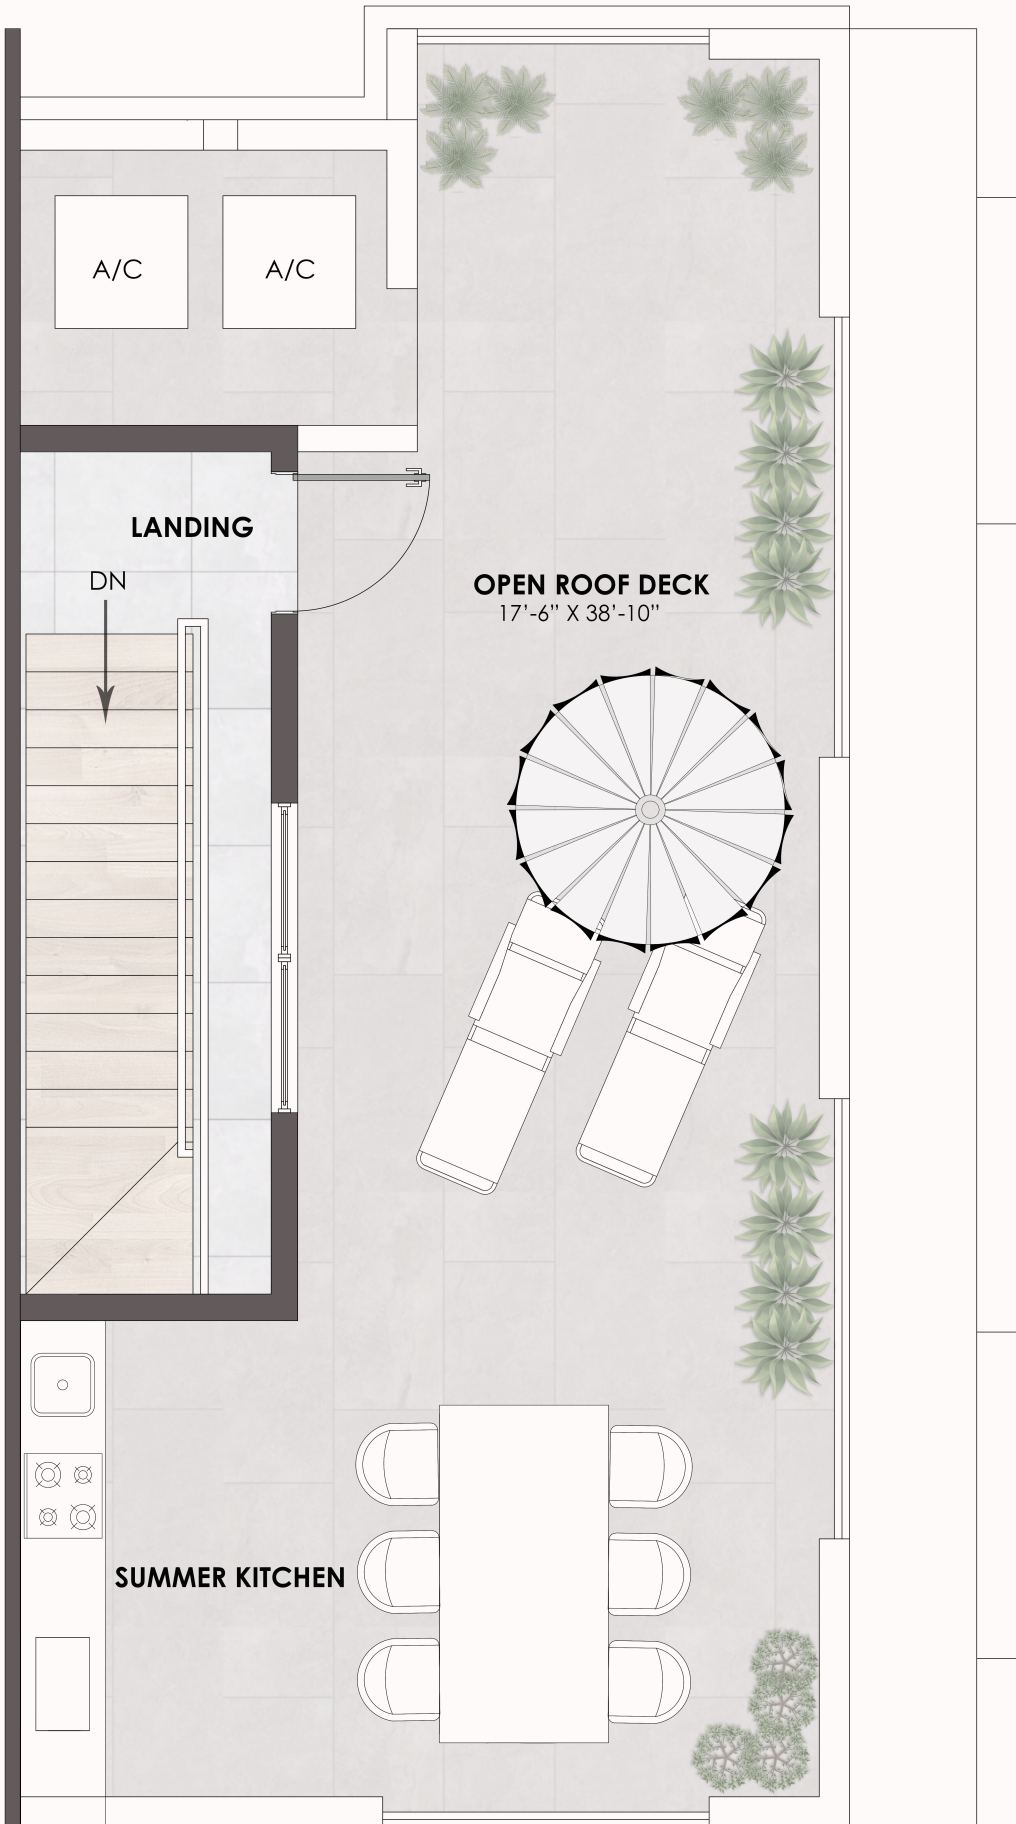 A/C
A/C
LANDING
DN
OPEN ROOF DECK
17’-6” X 38’-10”
SUMMER KITCHEN